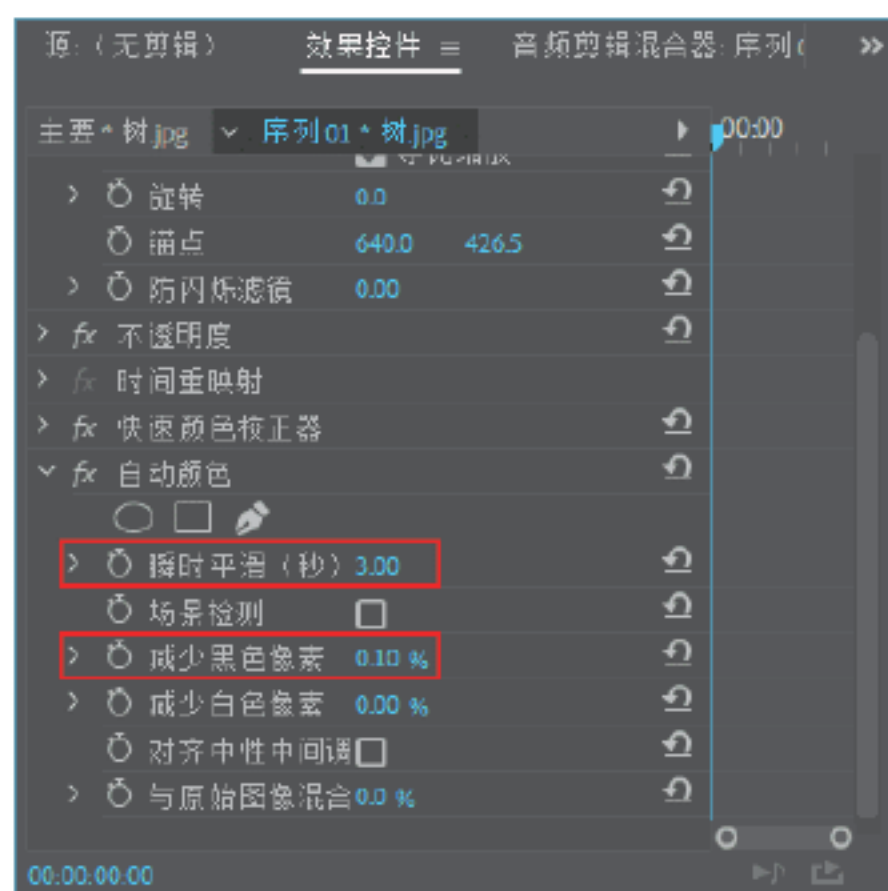 源:（无剪辑） 效果控件 ≡ 音频剪辑混合器: 序列
主要 * 树.jpg 序列 01 * 树.jpg 00:00
旋转 0.0
锚点 640.0 426.5
防闪烁滤镜 0.00
fx 不透明度
fx 时间重映射
fx 快速颜色校正器
fx 自动颜色
瞬时平滑（秒） 3.00
场景检测
减少黑色像素 0.10 %
减少白色像素 0.00 %
对齐中性中间调
与原始图像混合 0.0 %
00:00:00:00